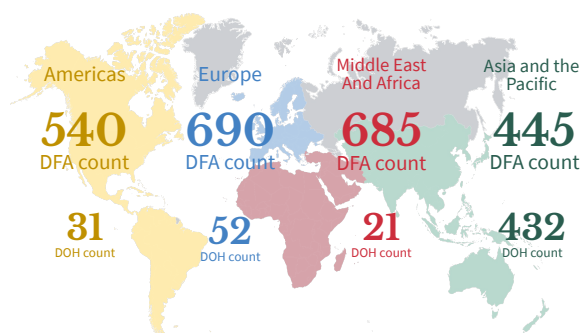 Americas
540
DFA count
31
DOH count
Europe
690
DFA count
52
DOH count
Middle East
And Africa
685
DFA count
21
DOH count
Asia and the
Pacific
445
DFA count
432
DOH count